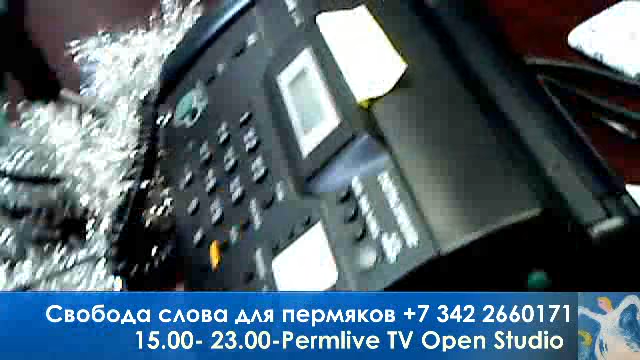 Свобода слова для пермяков +7 342 2660171
15.00- 23.00-Permlive TV Open Studio